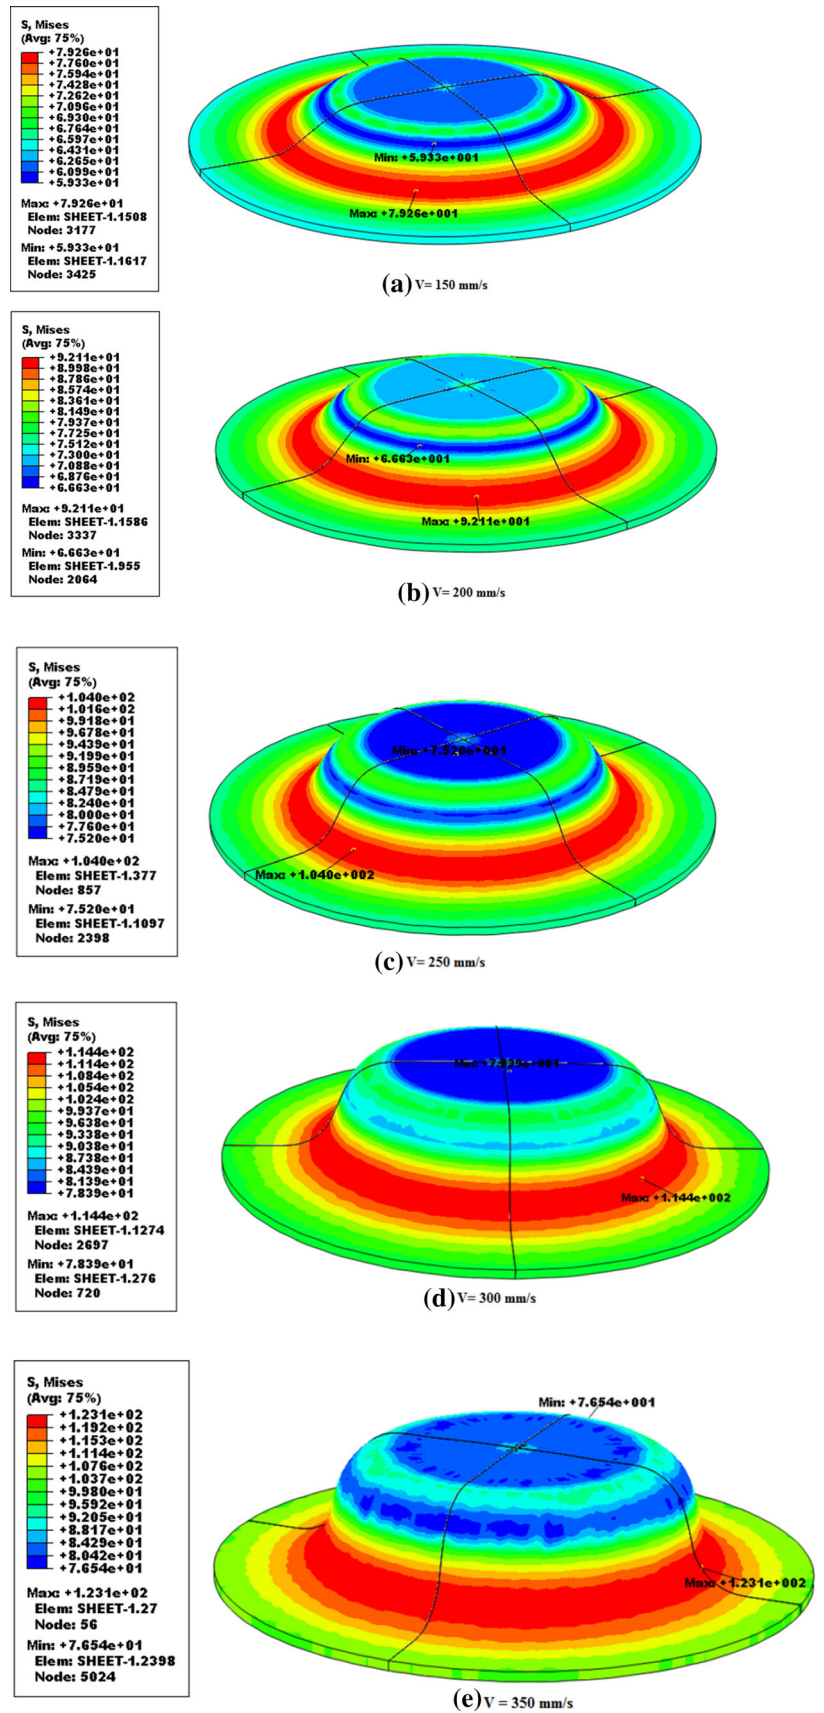 S, Mises
(Avg: 75%)
+7.926e+01
+7.760e+01
+7.594e+01
+7.428e+01
+7.262e+01
+7.096e+01
+6.930e+01
+6.764e+01
+6.597e+01
+6.431e+01
+6.265e+01
+6.099e+01
+5.933e+01
Max: +7.926e+01
Elem: SHEET-1.1508
Node: 3177
Min: +5.933e+01
Elem: SHEET-1.1617
Node: 3425
Min: +5.933e+001
Max: +7.926e+001
(a) V= 150 mm/s
S, Mises
(Avg: 75%)
+9.211e+01
+8.998e+01
+8.786e+01
+8.574e+01
+8.361e+01
+8.149e+01
+7.937e+01
+7.725e+01
+7.512e+01
+7.300e+01
+7.088e+01
+6.876e+01
+6.663e+01
Max: +9.211e+01
Elem: SHEET-1.1586
Node: 3337
Min: +6.663e+01
Elem: SHEET-1.955
Node: 2064
Min: +6.663e+001
Max: +9.211e+001
(b) V= 200 mm/s
S, Mises
(Avg: 75%)
+1.040e+02
+1.016e+02
+9.918e+01
+9.678e+01
+9.439e+01
+9.199e+01
+8.959e+01
+8.719e+01
+8.479e+01
+8.240e+01
+8.000e+01
+7.760e+01
+7.520e+01
Max: +1.040e+02
Elem: SHEET-1.377
Node: 857
Min: +7.520e+01
Elem: SHEET-1.1097
Node: 2398
Min: +7.520e+001
Max: +1.040e+002
(c) V= 250 mm/s
S, Mises
(Avg: 75%)
+1.144e+02
+1.114e+02
+1.084e+02
+1.054e+02
+1.024e+02
+9.937e+01
+9.638e+01
+9.338e+01
+9.038e+01
+8.738e+01
+8.439e+01
+8.139e+01
+7.839e+01
Max: +1.144e+02
Elem: SHEET-1.1274
Node: 2697
Min: +7.839e+01
Elem: SHEET-1.276
Node: 720
Min: +7.839e+001
Max: +1.144e+002
(d) V= 300 mm/s
S, Mises
(Avg: 75%)
+1.231e+02
+1.192e+02
+1.153e+02
+1.114e+02
+1.076e+02
+1.037e+02
+9.980e+01
+9.592e+01
+9.205e+01
+8.817e+01
+8.429e+01
+8.042e+01
+7.654e+01
Max: +1.231e+02
Elem: SHEET-1.27
Node: 56
Min: +7.654e+01
Elem: SHEET-1.2398
Node: 5024
Min: +7.654e+001
Max: +1.231e+002
(e) V = 350 mm/s